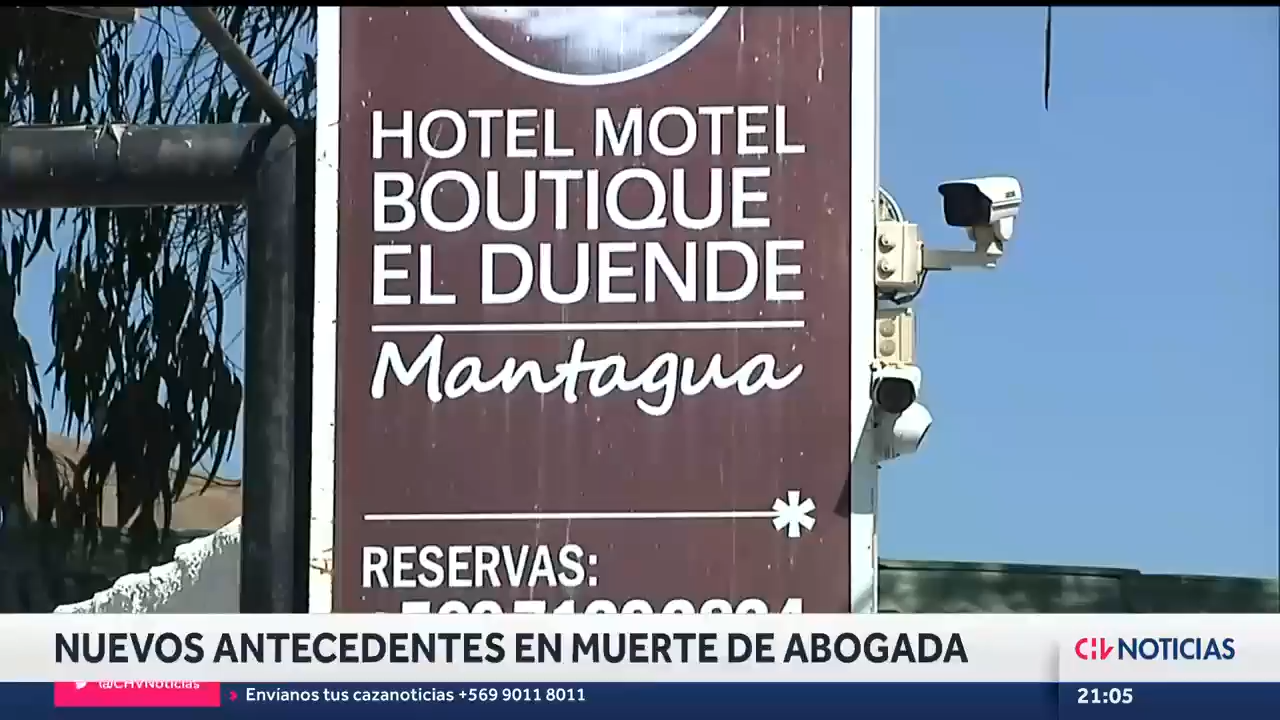 HOTEL MOTEL
BOUTIQUE
EL DUENDE
Mantagua
RESERVAS:
NUEVOS ANTECEDENTES EN MUERTE DE ABOGADA
CHV NOTICIAS
@CHVNoticias
Envíanos tus cazanoticias +569 9011 8011
21:05